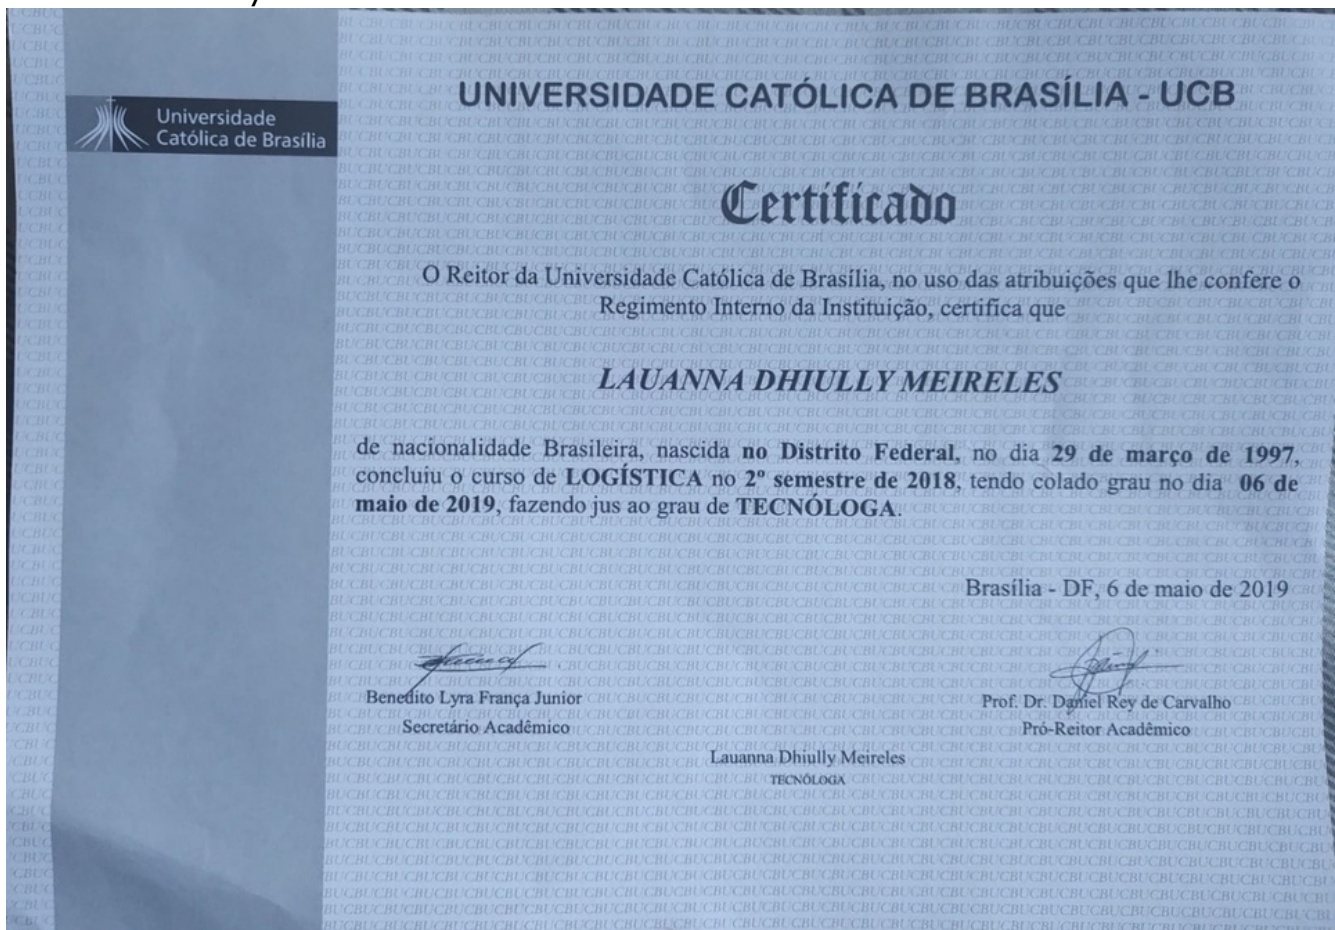 Universidade
Católica de Brasília
UNIVERSIDADE CATÓLICA DE BRASÍLIA - UCB
Certificado
O Reitor da Universidade Católica de Brasília, no uso das atribuições que lhe confere o
Regimento Interno da Instituição, certifica que
LAUANNA DHIULLY MEIRELES
de nacionalidade Brasileira, nascida no Distrito Federal, no dia 29 de março de 1997,
concluiu o curso de LOGÍSTICA no 2º semestre de 2018, tendo colado grau no dia 06 de
maio de 2019, fazendo jus ao grau de TECNÓLOGA.
Brasília - DF, 6 de maio de 2019
Benedito Lyra França Junior
Secretário Acadêmico
Prof. Dr. Daniel Rey de Carvalho
Pró-Reitor Acadêmico
Lauanna Dhiully Meireles
TECNÓLOGA